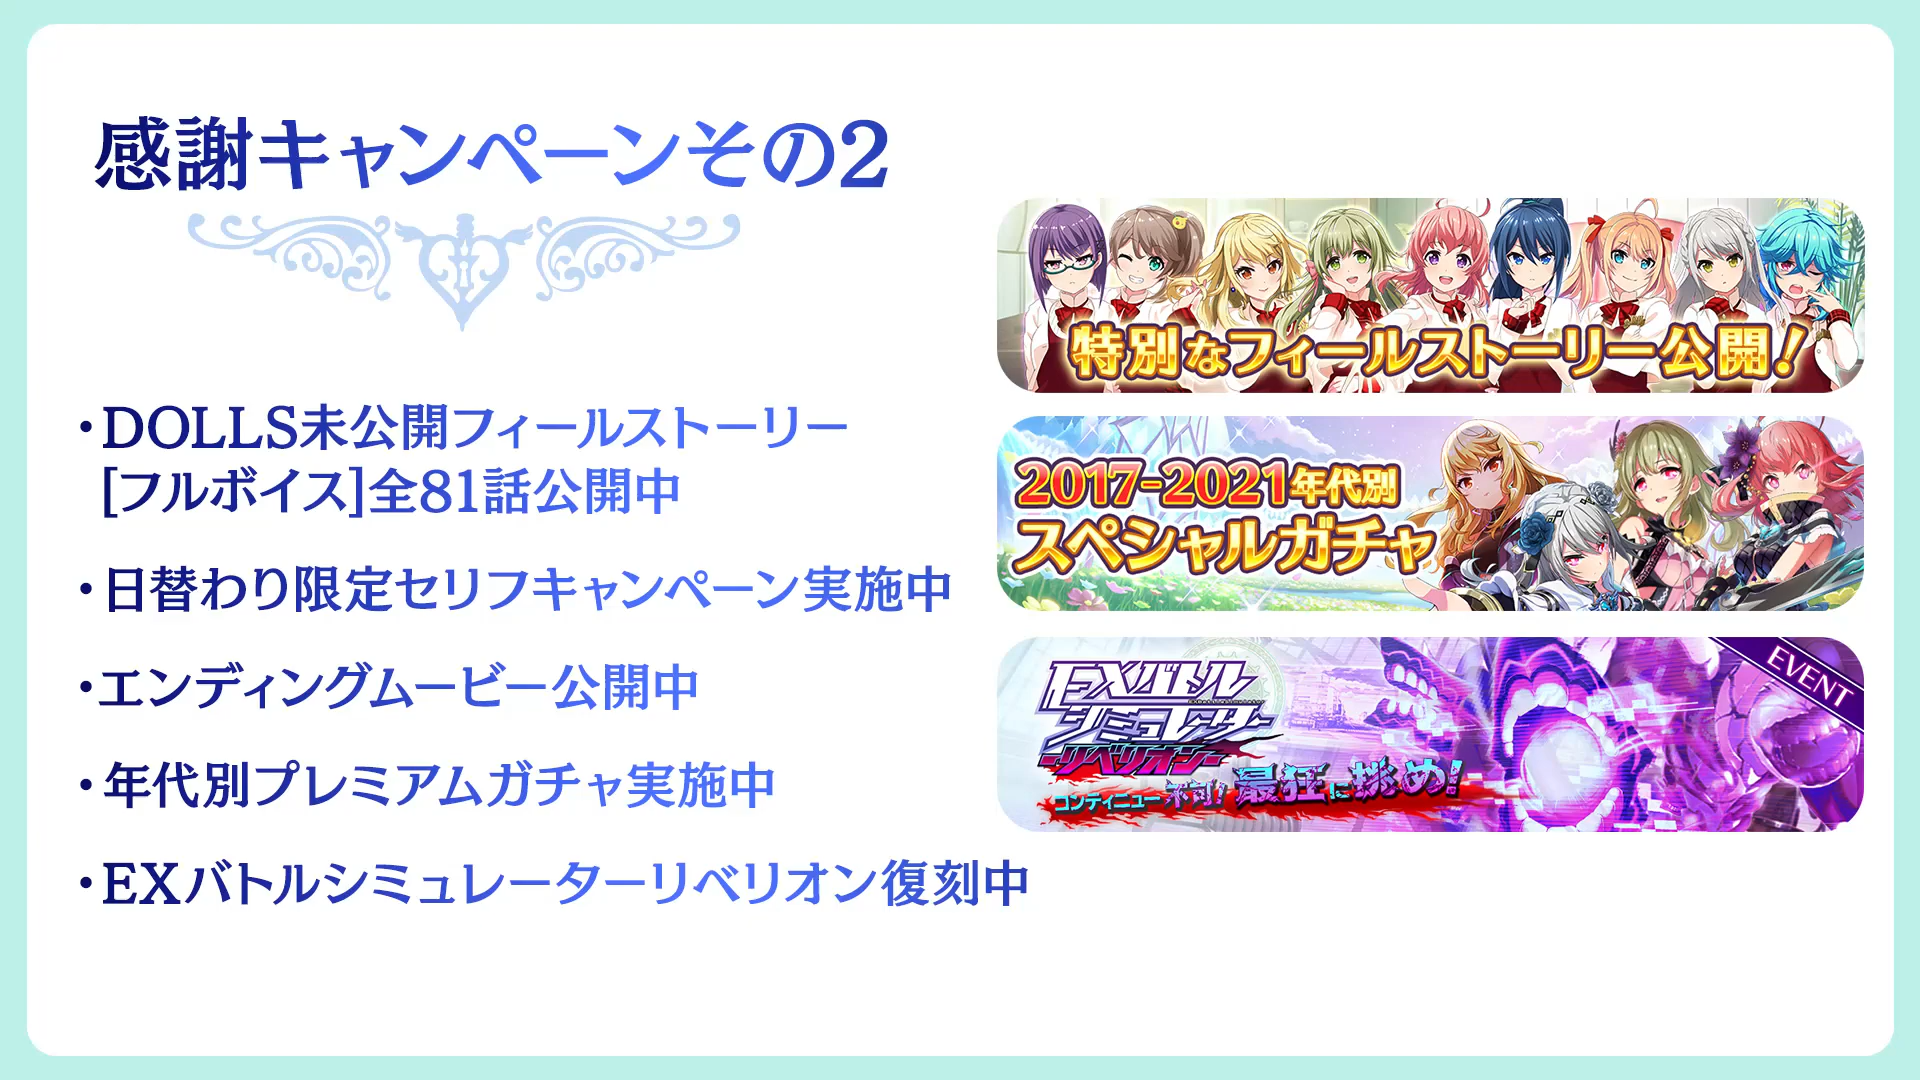 感謝キャンペーンその2
・DOLLS未公開フィールストーリー
[フルボイス]全81話公開中
・日替わり限定セリフキャンペーン実施中
・エンディングムービー公開中
・年代別プレミアムガチャ実施中
・EXバトルシミュレーターリベリオン復刻中
特別なフィールストーリー公開！
2017-2021年代別
スペシャルガチャ
EVENT
EXバトル
シミュレーター
-リベリオン-
コンティニュー不可！最狂に挑め！